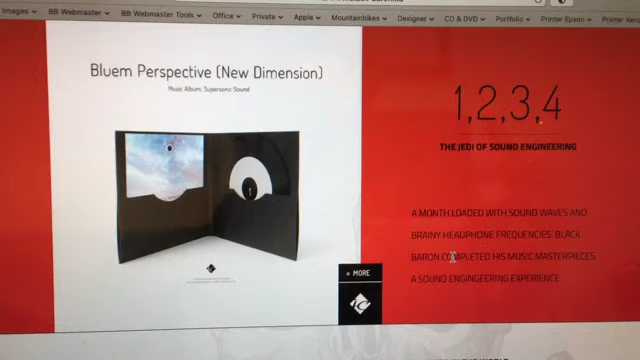 Images
BB Webmaster
BB Webmaster Tools
Office
Private
Apple
Mountainbikes
Designer
CD & DVD
Portfolio
Printer Epson
Bluem Perspective (New Dimension)
Music Album, Supersonic Sound
» MORE
1,2,3,4
THE JEDI OF SOUND ENGINEERING
A MONTH LOADED WITH SOUND WAVES AND
BRAINY HEADPHONE FREQUENCIES. BLACK
BARON COMPLETED HIS MUSIC MASTERPIECES.
A SOUND ENGINGEERING EXPERIENCE